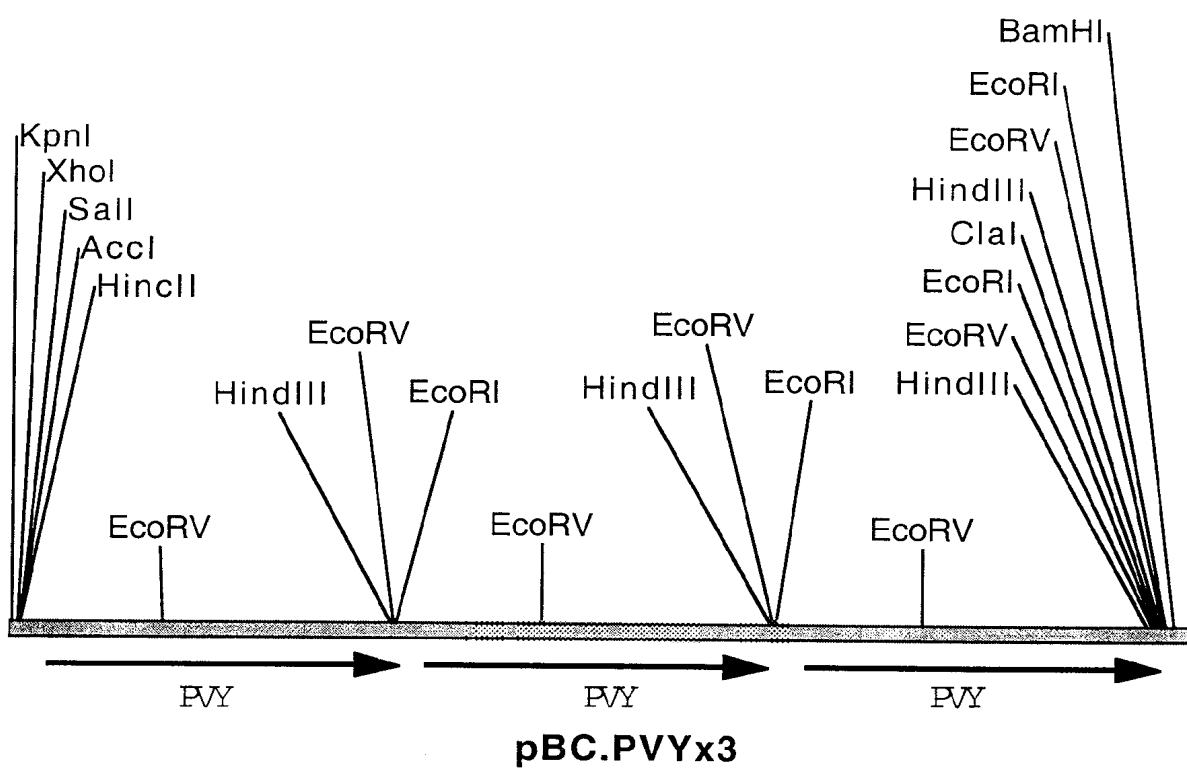 BamHI
EcoRI
EcoRV
HindIII
ClaI
EcoRI
EcoRV
HindIII
KpnI
XhoI
SalI
AccI
HincII
HindIII
EcoRV
EcoRI
HindIII
EcoRV
EcoRI
EcoRV
EcoRV
EcoRV
PVY
PVY
PVY
pBC.PVYx3